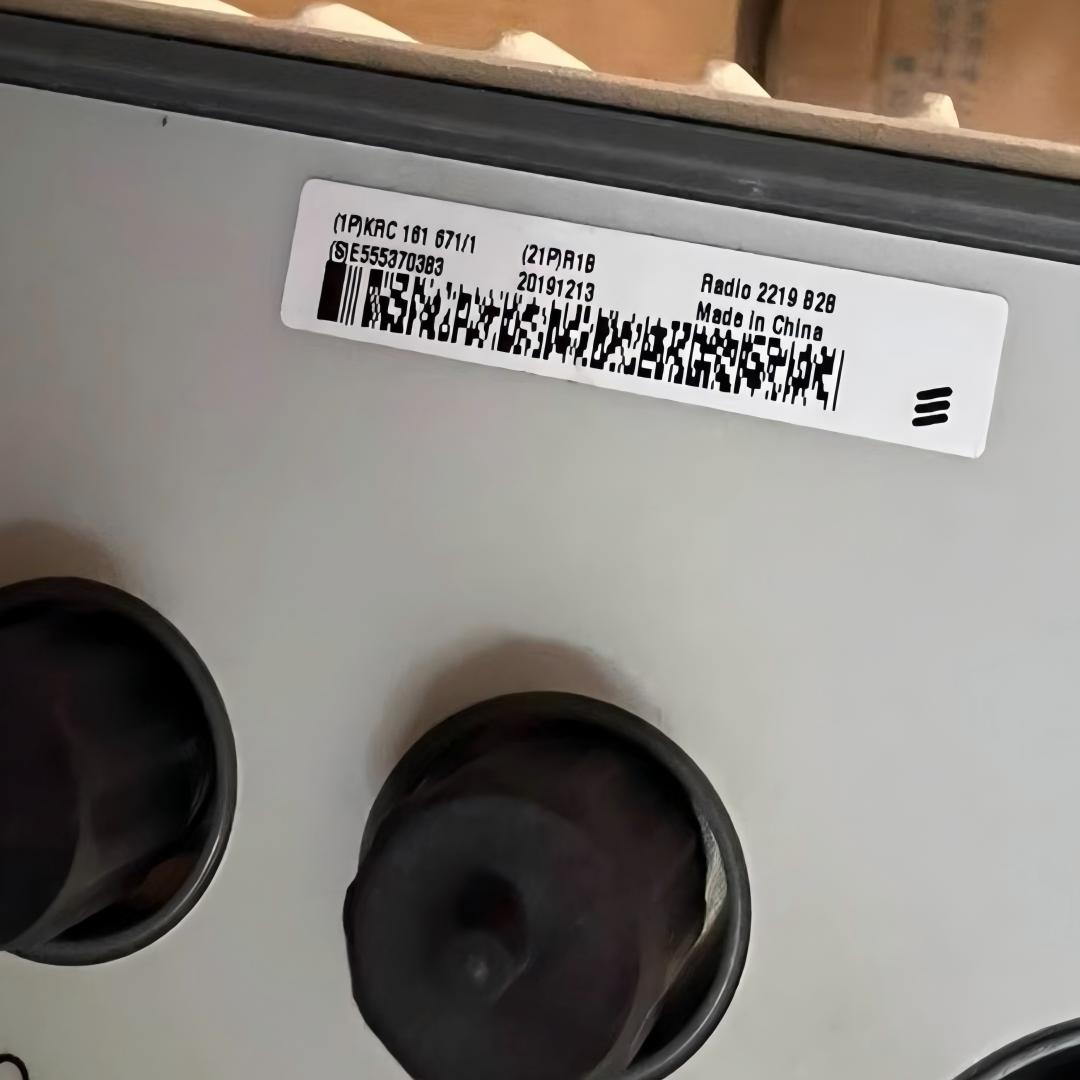 (1P)KRC 161 671/1
(S)E555370383
(21P)R1B
20191213
Radio 2219 B28
Made in China